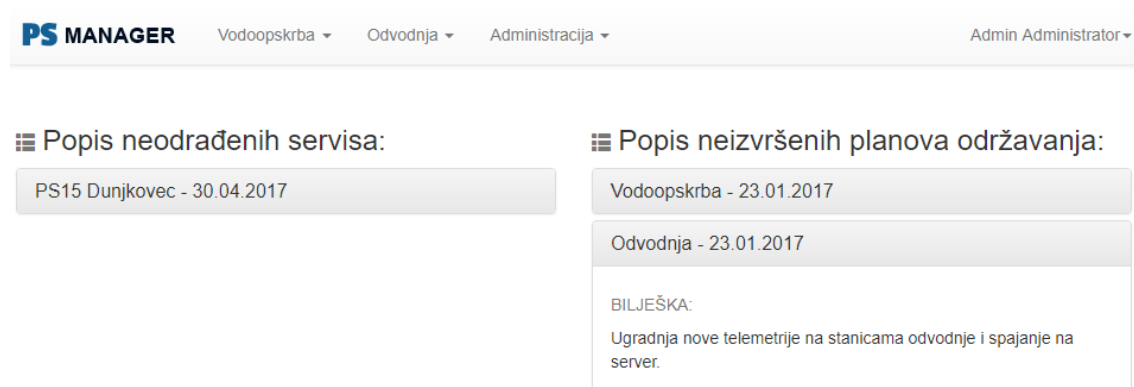 PS MANAGER Vodoopskrba Odvodnja Administracija Admin Administrator
Popis neodrađenih servisa:
PS15 Dunjkovec - 30.04.2017
Popis neizvršenih planova održavanja:
Vodoopskrba - 23.01.2017
Odvodnja - 23.01.2017
BILJEŠKA:
Ugradnja nove telemetrije na stanicama odvodnje i spajanje na
server.